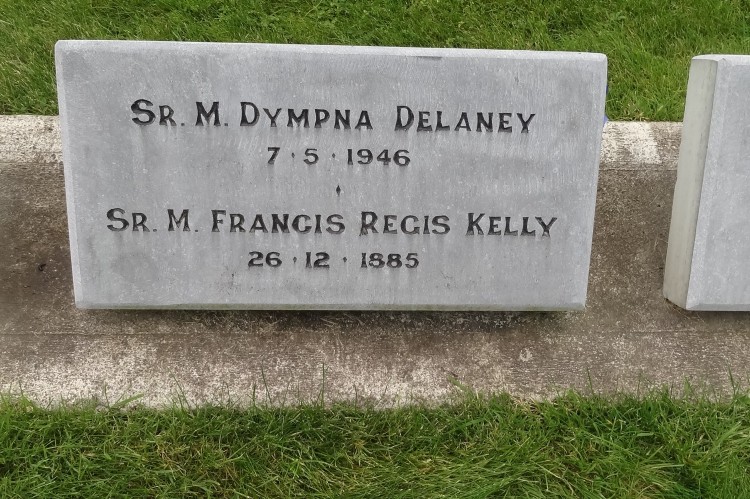 SR. M. DYMPNA DELANEY
7 · 5 · 1946
SR. M. FRANCIS REGIS KELLY
26 · 12 · 1885